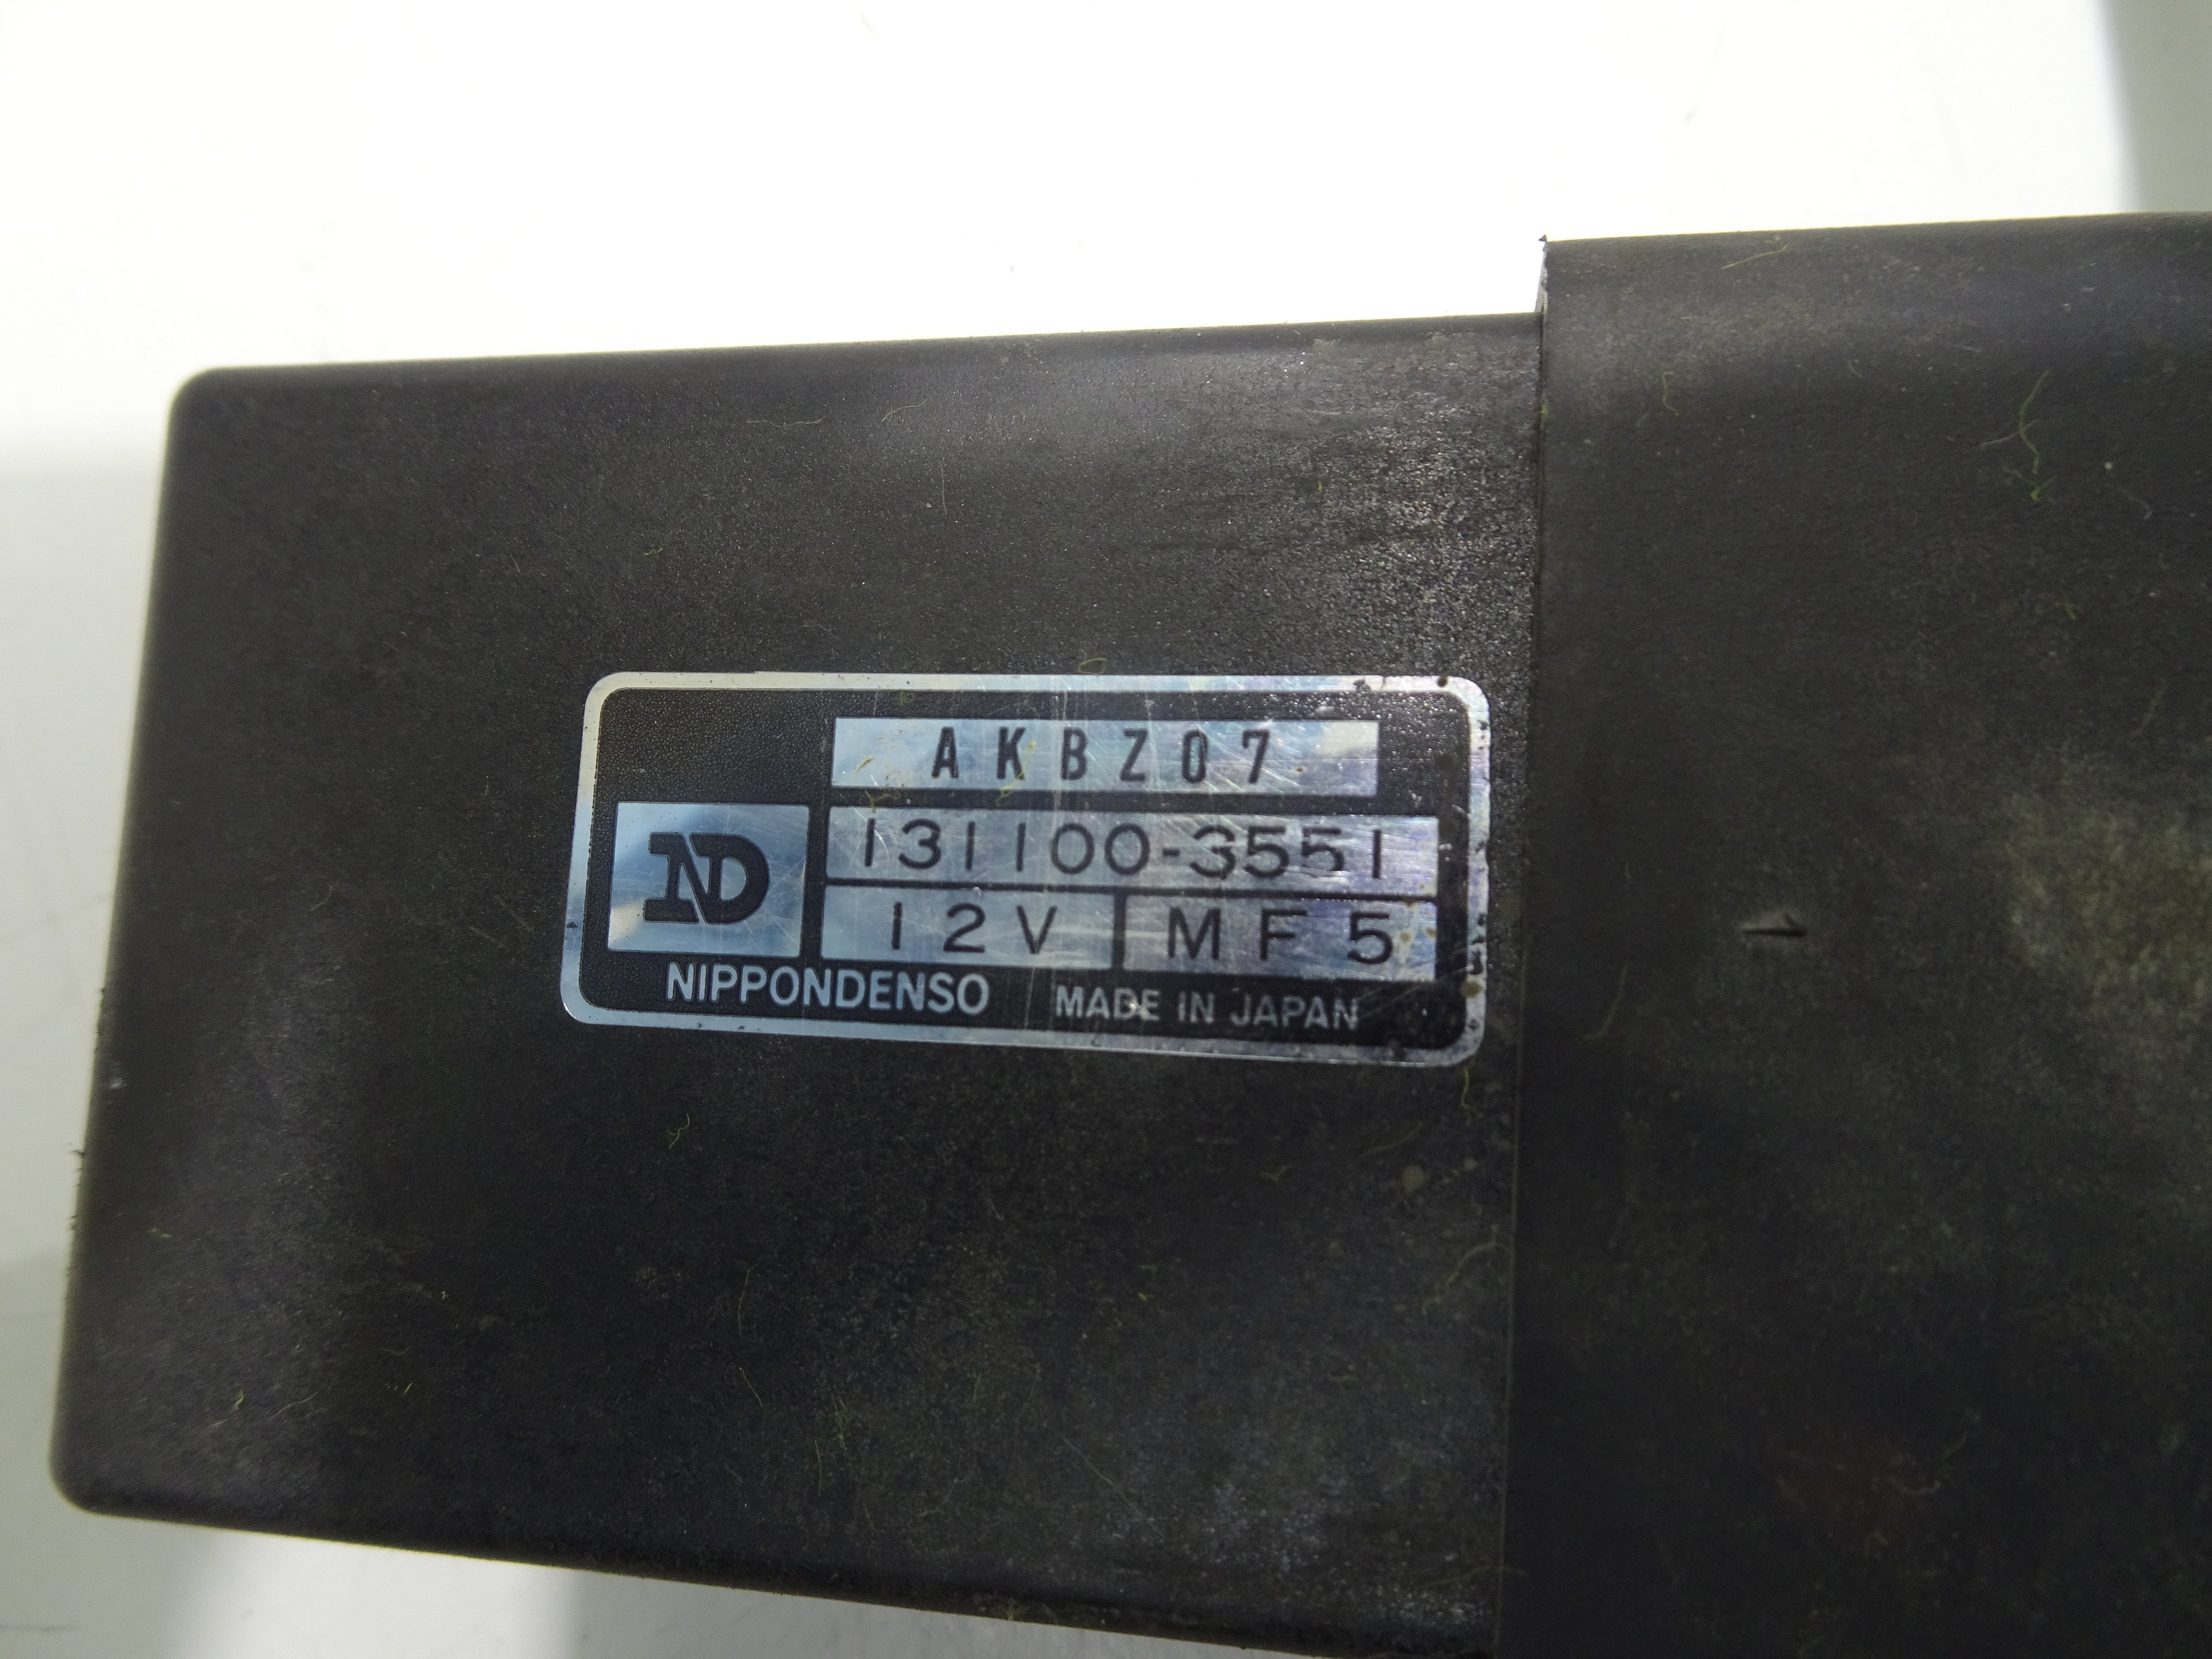 AKBZ07
ND
131100-3551
12V MF5
NIPPONDENSO MADE IN JAPAN